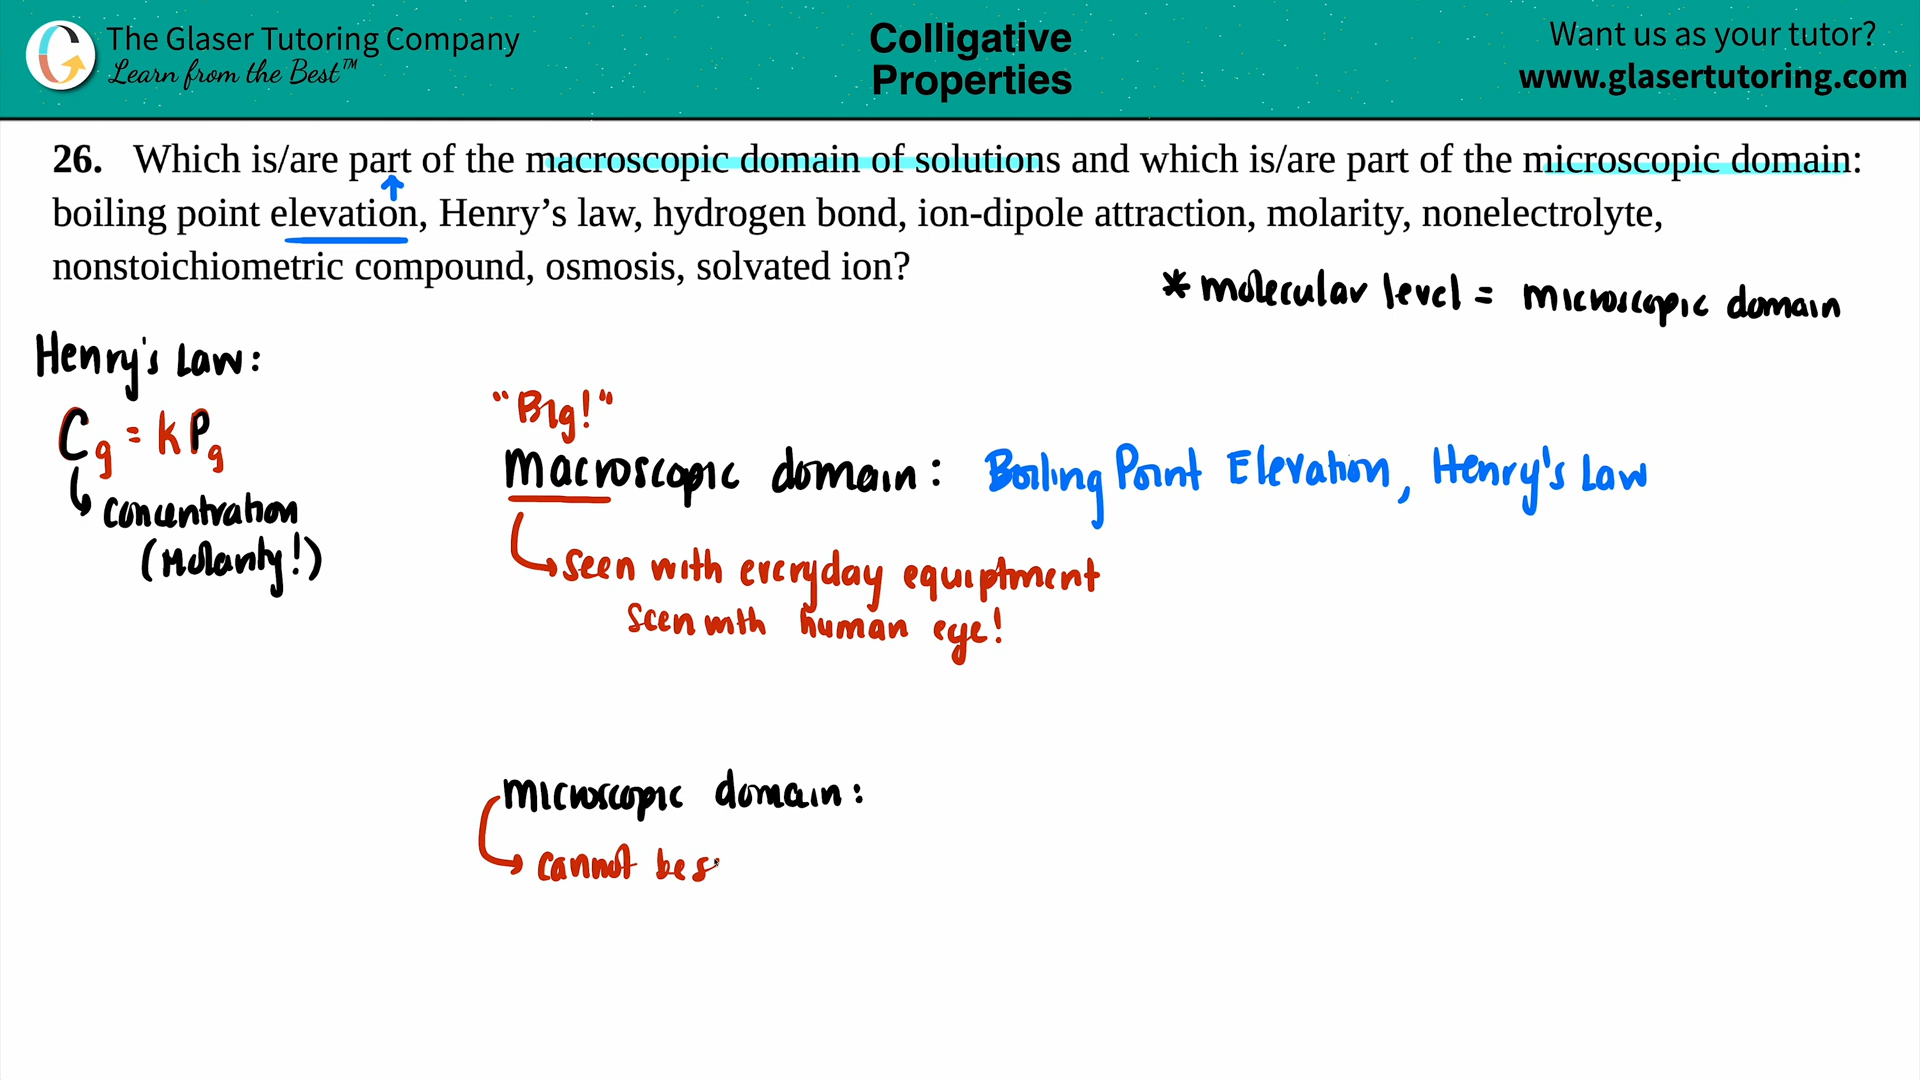 The Glaser Tutoring Company
Learn from the Best™
Colligative
Properties
Want us as your tutor?
www.glasertutoring.com
26. Which is/are part of the macroscopic domain of solutions and which is/are part of the microscopic domain:
boiling point elevation, Henry’s law, hydrogen bond, ion-dipole attraction, molarity, nonelectrolyte,
nonstoichiometric compound, osmosis, solvated ion?
* molecular level = microscopic domain
Henry's Law:
Cg = kPg
concentration
(Molarity!)
"Big!"
Macroscopic domain: Boiling Point Elevation, Henry's Law
seen with everyday equiptment
seen with human eye!
microscopic domain:
cannot be s